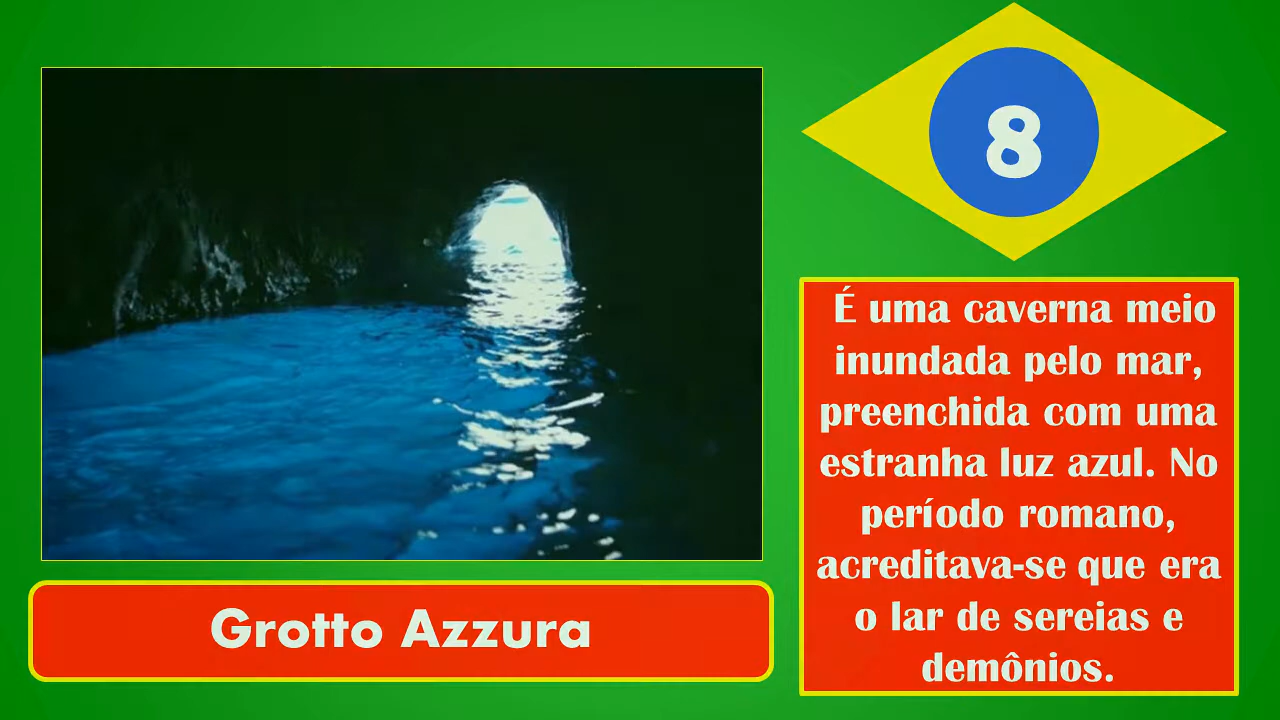 8
É uma caverna meio
inundada pelo mar,
preenchida com uma
estranha luz azul. No
período romano,
acreditava-se que era
o lar de sereias e
demônios.
Grotto Azzura